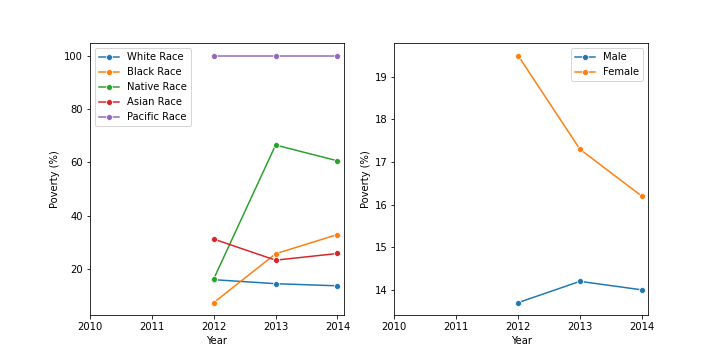 White Race
Black Race
Native Race
Asian Race
Pacific Race
100
80
60
40
20
Poverty (%)
2010 2011 2012 2013 2014
Year
Male
Female
19
18
17
16
15
14
Poverty (%)
2010 2011 2012 2013 2014
Year